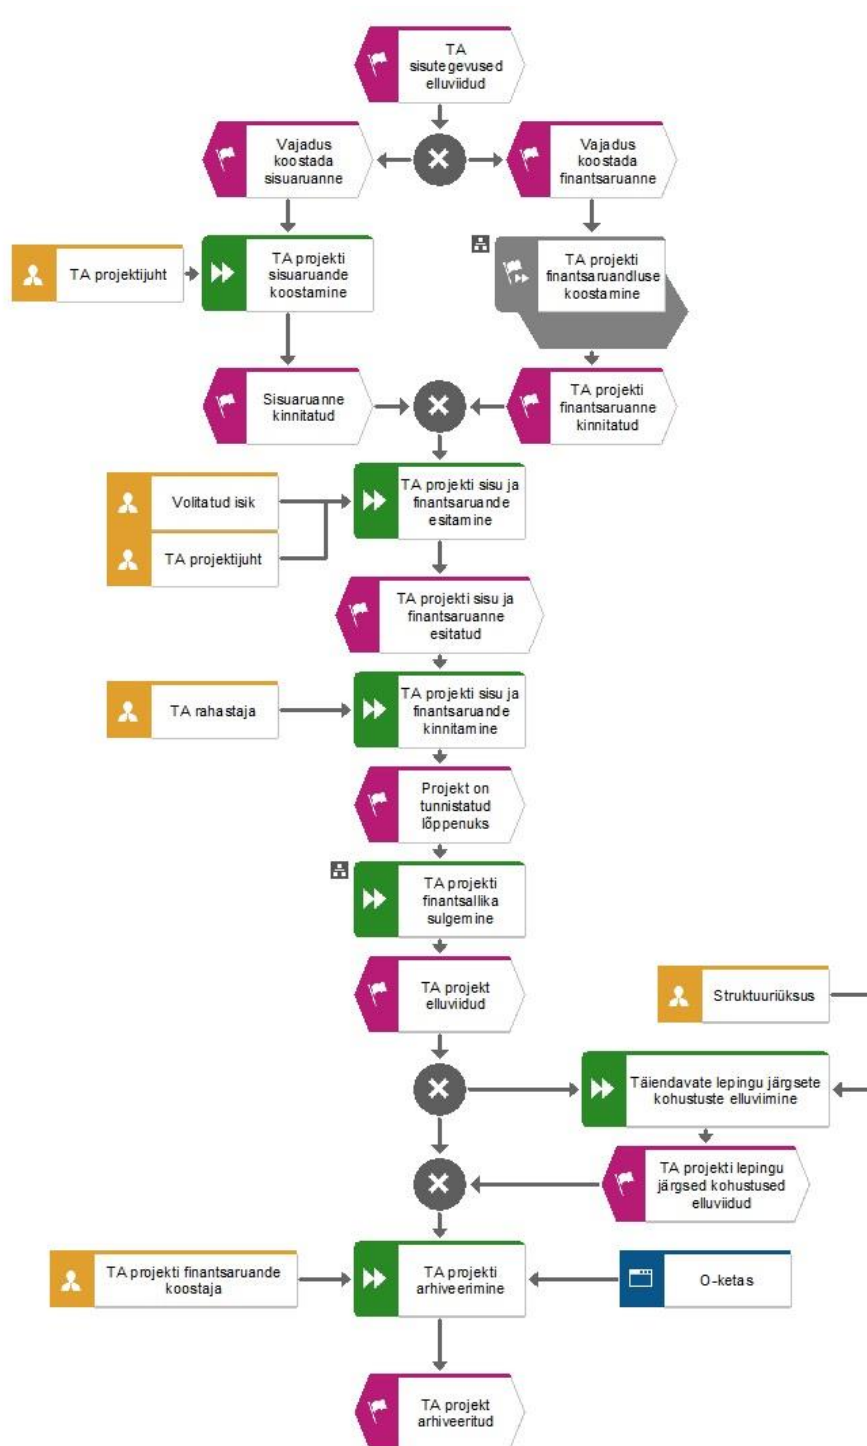 TA
sisutegevused
elluviidud
Vajadus
koostada
sisuaruanne
Vajadus
koostada
finantsaruanne
TA projektijuht
TA projekti
sisuaruande
koostamine
TA projekti
finantsaruandluse
koostamine
Sisuaruanne
kinnitatud
TA projekti
finantsaruanne
kinnitatud
Volitatud isik
TA projektijuht
TA projekti sisu ja
finantsaruande
esitamine
TA projekti sisu ja
finantsaruanne
esitatud
TA rahastaja
TA projekti sisu ja
finantsaruande
kinnitamine
Projekt on
tunnistatud
lõppenuks
TA projekti
finantsallika
sulgemine
TA projekt
elluviidud
Struktuuriüksus
Täiendavate lepingu järgsete
kohustuste elluviimine
TA projekti lepingu
järgsed kohustused
elluviidud
TA projekti finantsaruande
koostaja
TA projekti
arhiveerimine
O-ketas
TA projekt
arhiveeritud